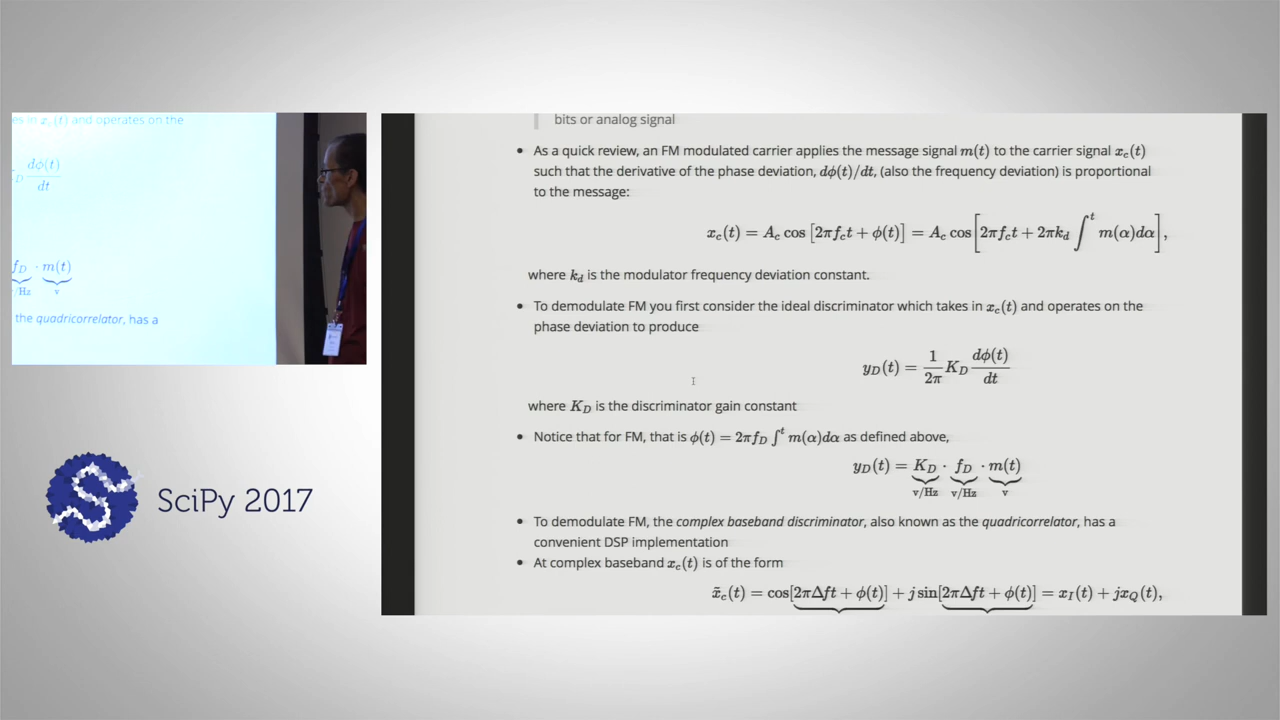 es in x_c(t) and operates on the
D dϕ(t)/dt
f_D · m(t)
v/Hz v
the quadricorrelator, has a
SciPy 2017
bits or analog signal
• As a quick review, an FM modulated carrier applies the message signal m(t) to the carrier signal x_c(t)
such that the derivative of the phase deviation, dϕ(t)/dt, (also the frequency deviation) is proportional
to the message:
x_c(t) = A_c cos [2πf_c t + ϕ(t)] = A_c cos[2πf_c t + 2πk_d ∫^t m(α)dα],
where k_d is the modulator frequency deviation constant.
• To demodulate FM you first consider the ideal discriminator which takes in x_c(t) and operates on the
phase deviation to produce
y_D(t) = 1/2π K_D dϕ(t)/dt
where K_D is the discriminator gain constant
• Notice that for FM, that is ϕ(t) = 2πf_D ∫^t m(α)dα as defined above,
y_D(t) = K_D · f_D · m(t)
v/Hz v/Hz v
• To demodulate FM, the complex baseband discriminator, also known as the quadricorrelator, has a
convenient DSP implementation
• At complex baseband x_c(t) is of the form
x̃_c(t) = cos[2πΔft + ϕ(t)] + j sin[2πΔft + ϕ(t)] = x_I(t) + jx_Q(t),